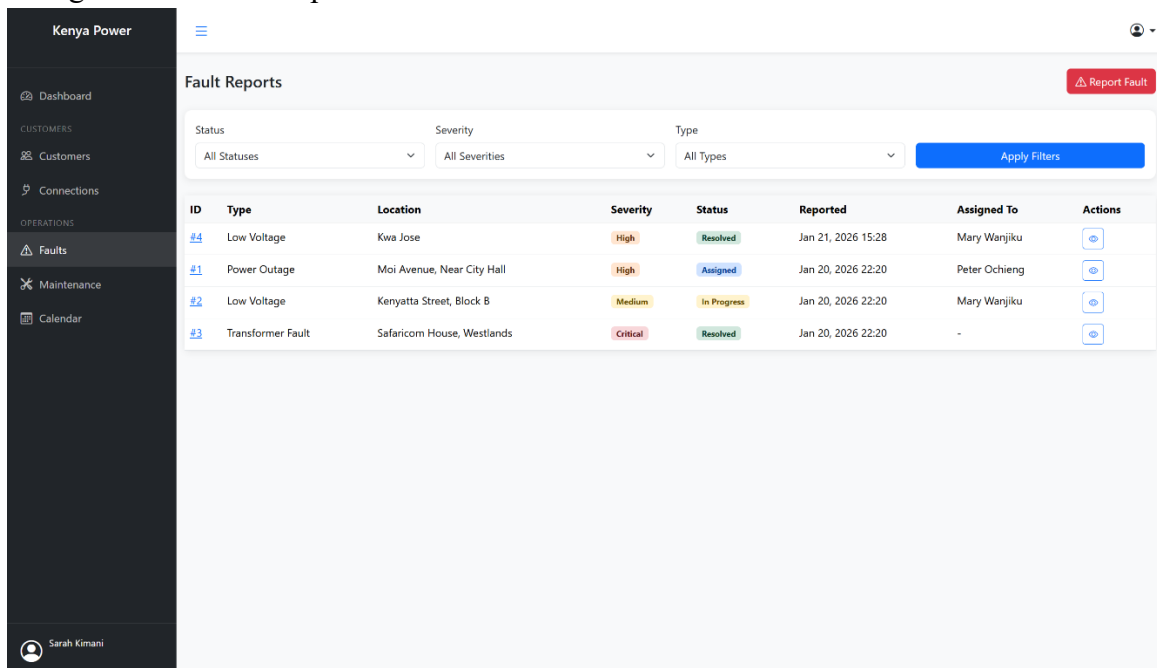 Kenya Power
Dashboard
CUSTOMERS
Customers
Connections
OPERATIONS
Faults
Maintenance
Calendar
Sarah Kimani
Fault Reports
Report Fault
Status Severity Type
All Statuses All Severities All Types Apply Filters
ID Type Location Severity Status Reported Assigned To Actions
#4 Low Voltage Kwa Jose High Resolved Jan 21, 2026 15:28 Mary Wanjiku
#1 Power Outage Moi Avenue, Near City Hall High Assigned Jan 20, 2026 22:20 Peter Ochieng
#2 Low Voltage Kenyatta Street, Block B Medium In Progress Jan 20, 2026 22:20 Mary Wanjiku
#3 Transformer Fault Safaricom House, Westlands Critical Resolved Jan 20, 2026 22:20 -